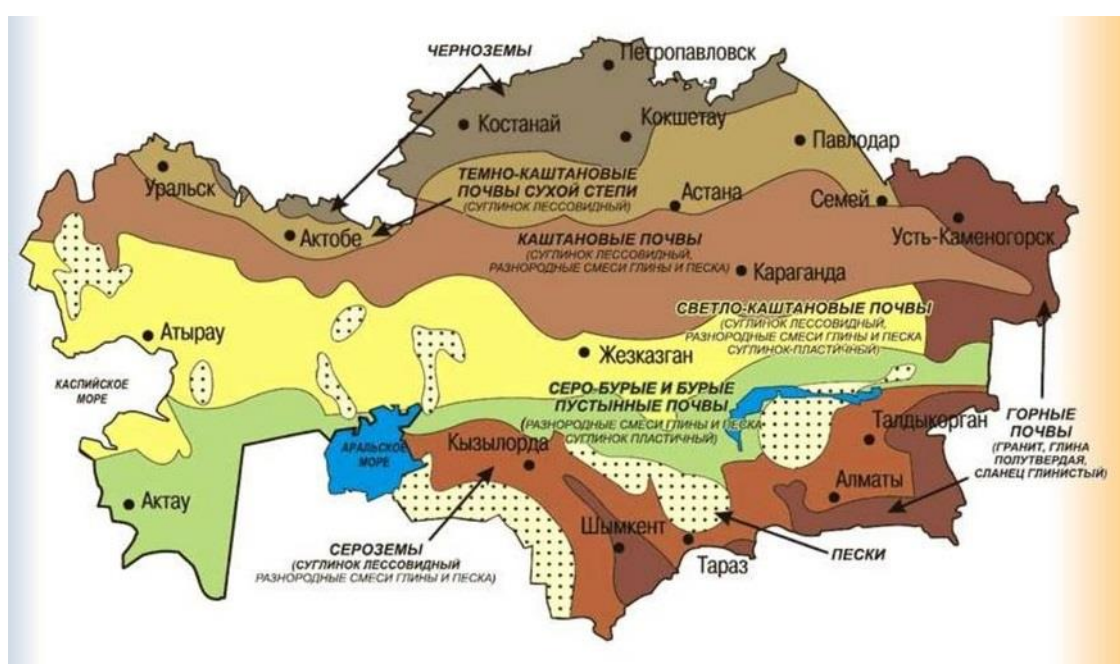 ЧЕРНОЗЕМЫ
Петропавловск
Костанай
Кокшетау
Павлодар
Уральск
ТЕМНО-КАШТАНОВЫЕ
ПОЧВЫ СУХОЙ СТЕПИ
(СУГЛИНОК ЛЕССОВИДНЫЙ)
Астана
Семей
Актобе
КАШТАНОВЫЕ ПОЧВЫ
(СУГЛИНОК ЛЕССОВИДНЫЙ,
РАЗНОРОДНЫЕ СМЕСИ ГЛИНЫ И ПЕСКА)
Усть-Каменогорск
Караганда
СВЕТЛО-КАШТАНОВЫЕ ПОЧВЫ
(СУГЛИНОК ЛЕССОВИДНЫЙ,
РАЗНОРОДНЫЕ СМЕСИ ГЛИНЫ И ПЕСКА
СУГЛИНОК-ПЛАСТИЧНЫЙ)
Атырау
Жезказган
КАСПИЙСКОЕ
МОРЕ
СЕРО-БУРЫЕ И БУРЫЕ
ПУСТЫННЫЕ ПОЧВЫ
(РАЗНОРОДНЫЕ СМЕСИ ГЛИНЫ И ПЕСКА
СУГЛИНОК ПЛАСТИЧНЫЙ)
Талдыкорган
ГОРНЫЕ
ПОЧВЫ
(ГРАНИТ, ГЛИНА
ПОЛУТВЕРДАЯ,
СЛАНЕЦ ГЛИНИСТЫЙ)
АРАЛЬСКОЕ
МОРЕ
Кызылорда
Алматы
Актау
Шымкент
Тараз
ПЕСКИ
СЕРОЗЕМЫ
(СУГЛИНОК ЛЕССОВИДНЫЙ
РАЗНОРОДНЫЕ СМЕСИ ГЛИНЫ И ПЕСКА)